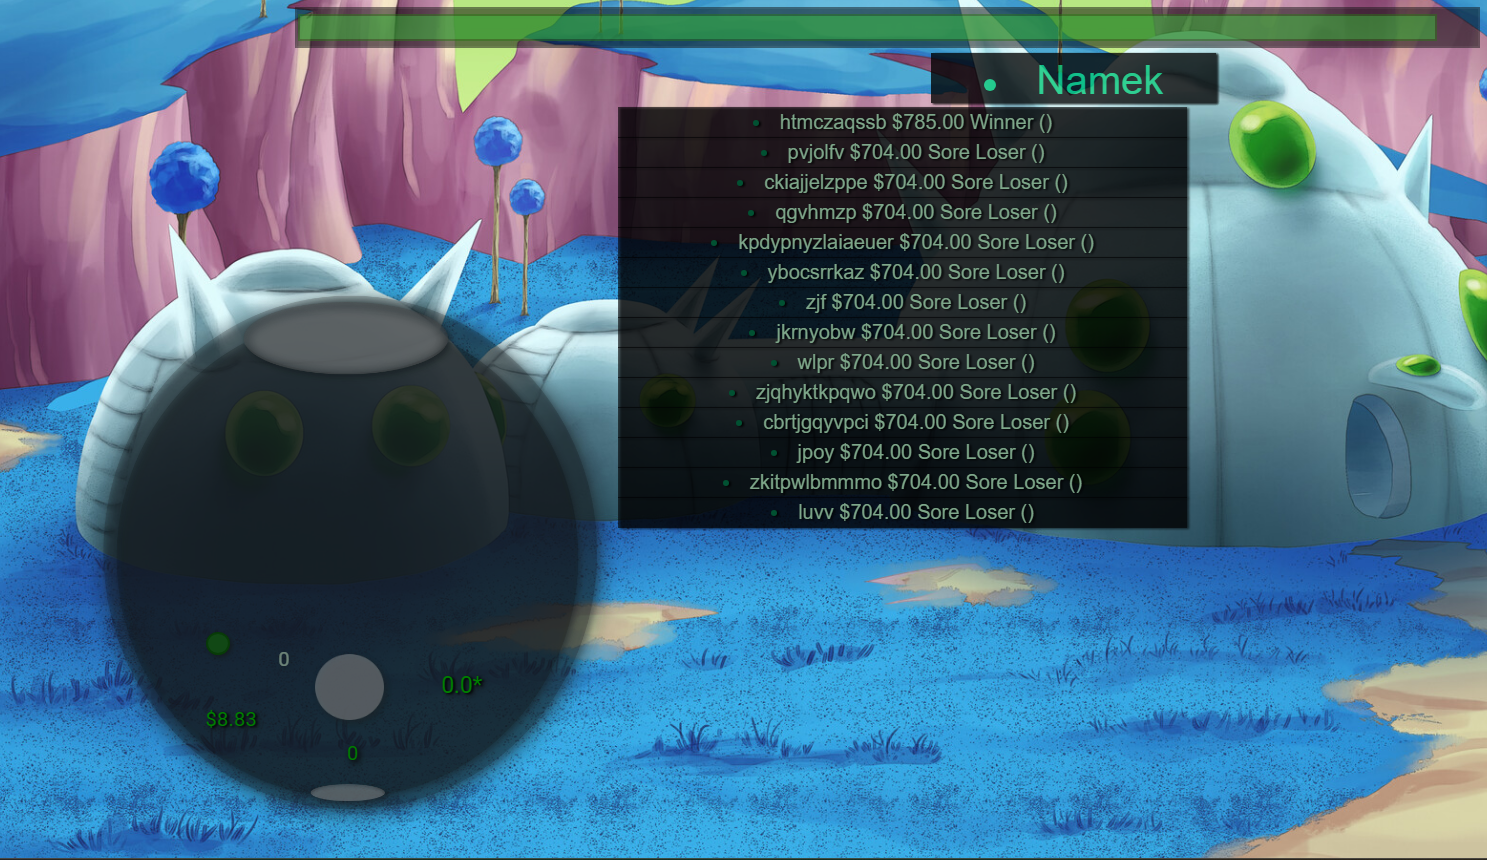 Namek
htmczaqssb $785.00 Winner ()
pvjolfv $704.00 Sore Loser ()
ckiajjelzppe $704.00 Sore Loser ()
qgvhmzp $704.00 Sore Loser ()
kpdypnyzlaiaeuer $704.00 Sore Loser ()
ybocsrrkaz $704.00 Sore Loser ()
zjf $704.00 Sore Loser ()
jkrnyobw $704.00 Sore Loser ()
wlpr $704.00 Sore Loser ()
zjqhyktkpqwo $704.00 Sore Loser ()
cbrtjgqyvpci $704.00 Sore Loser ()
jpoy $704.00 Sore Loser ()
zkitpwlbmmmo $704.00 Sore Loser ()
luvv $704.00 Sore Loser ()
0
0.0*
$8.83
0